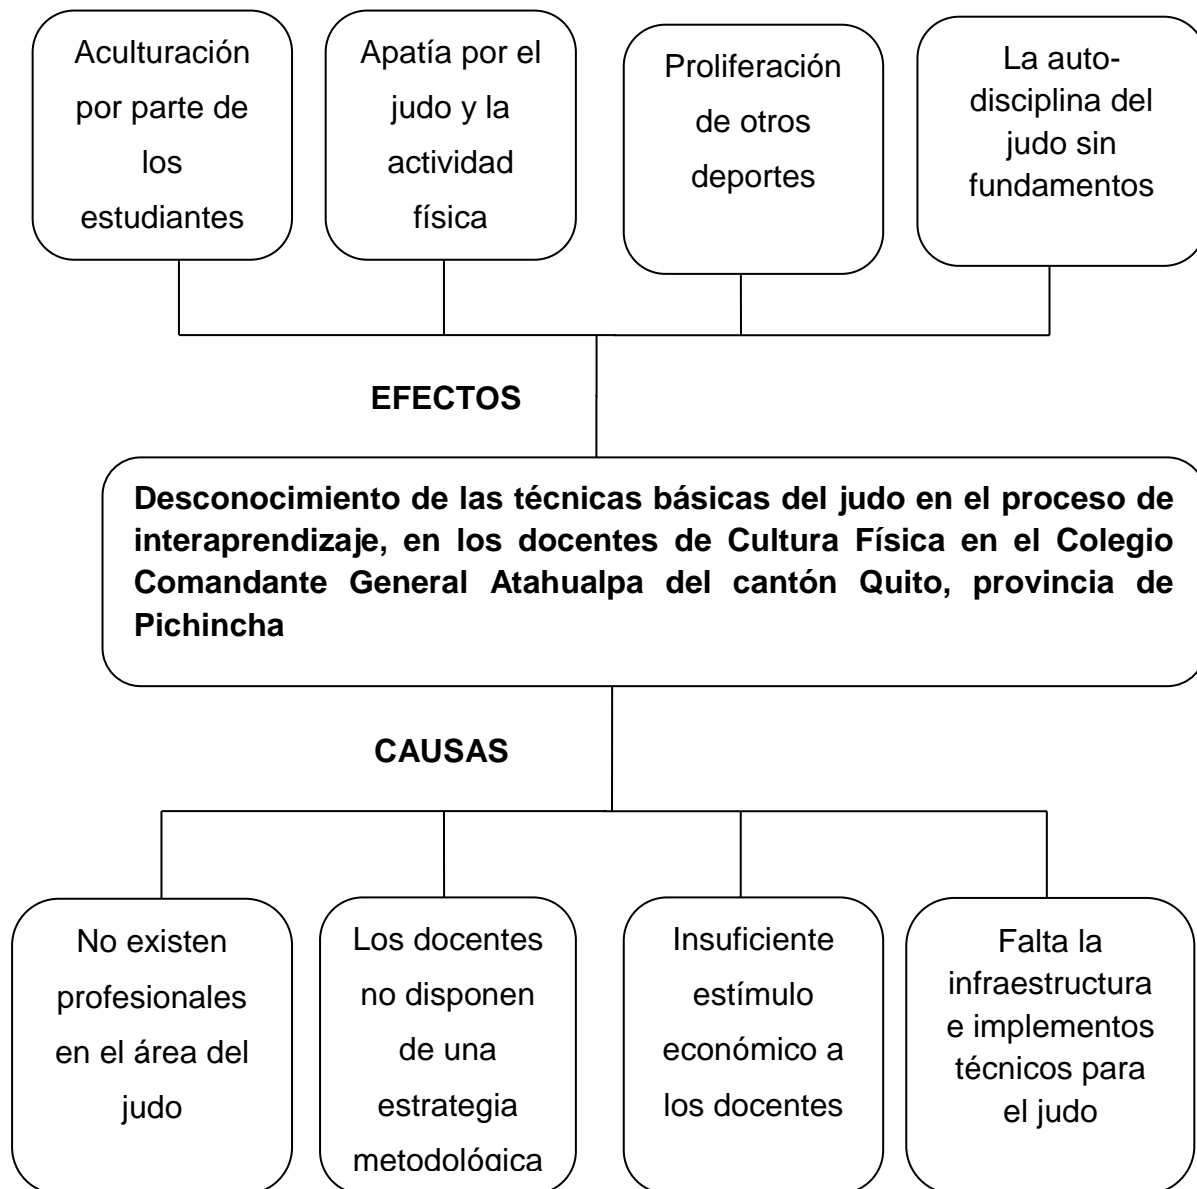 Aculturación
por parte de
los
estudiantes
Apatía por el
judo y la
actividad
física
Proliferación
de otros
deportes
La auto-
disciplina del
judo sin
fundamentos
EFECTOS
Desconocimiento de las técnicas básicas del judo en el proceso de
interaprendizaje, en los docentes de Cultura Física en el Colegio
Comandante General Atahualpa del cantón Quito, provincia de
Pichincha
CAUSAS
No existen
profesionales
en el área del
judo
Los docentes
no disponen
de una
estrategia
metodológica
Insuficiente
estímulo
económico a
los docentes
Falta la
infraestructura
e implementos
técnicos para
el judo